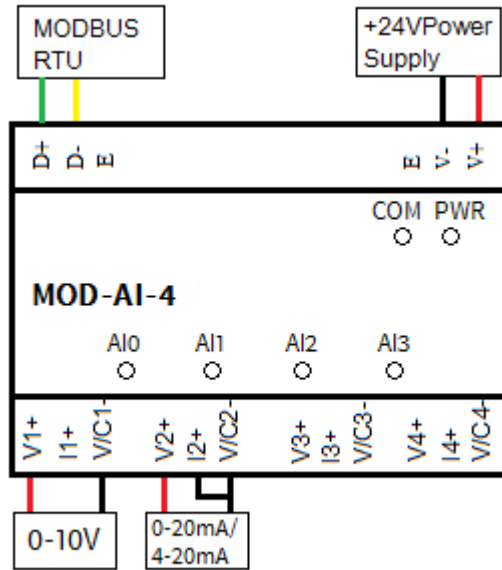 MODBUS
RTU
+24VPower
Supply
D+
D-
E
E
V-
V+
COM PWR
MOD-AI-4
AI0
AI1
AI2
AI3
V1+
I1+
V/C1-
V2+
I2+
V/C2-
V3+
I3+
V/C3-
V4+
I4+
V/C4-
0-10V
0-20mA/
4-20mA